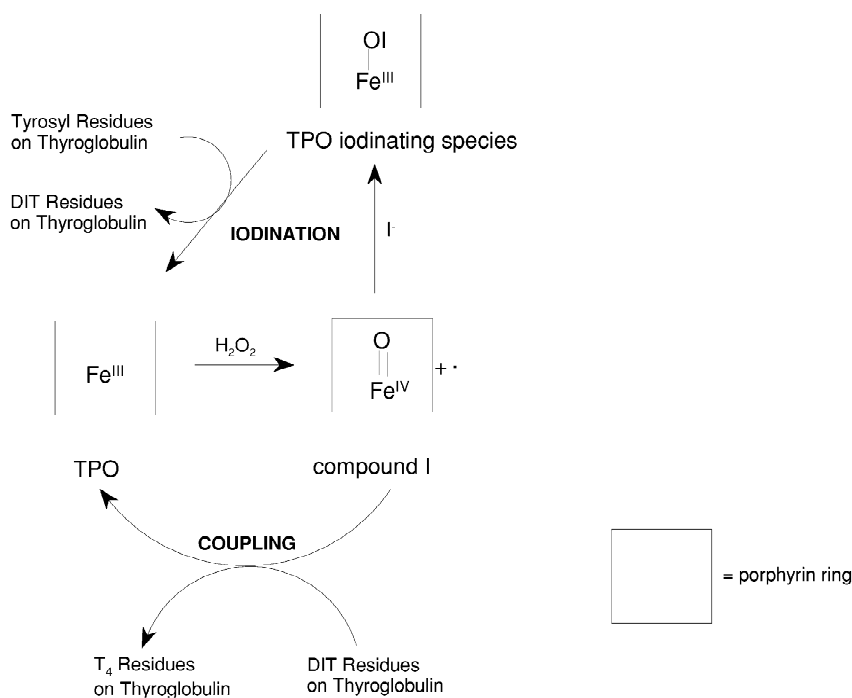 OI
Fe^III
TPO iodinating species
Tyrosyl Residues
on Thyroglobulin
DIT Residues
on Thyroglobulin
IODINATION
I^-
Fe^III
H₂O₂
O
Fe^IV
+ ·
TPO
compound I
COUPLING
T₄ Residues
on Thyroglobulin
DIT Residues
on Thyroglobulin
= porphyrin ring